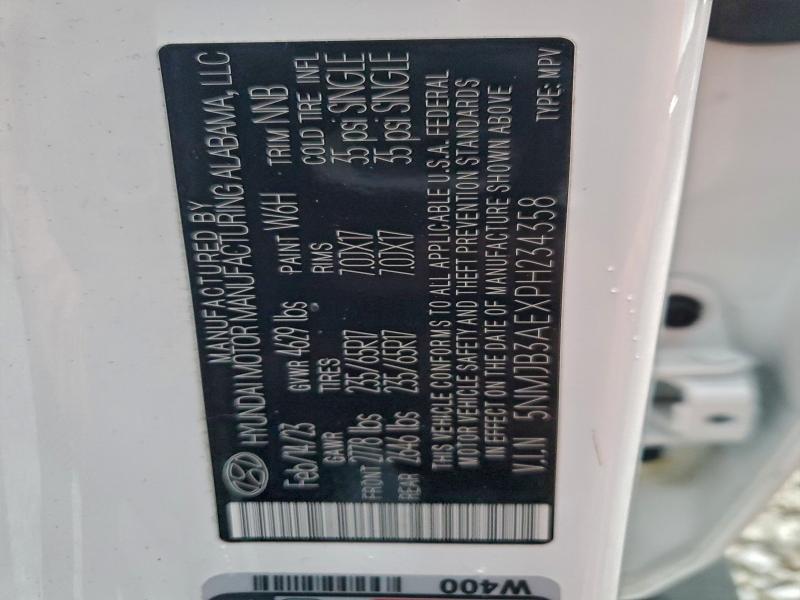 MANUFACTURED BY
HYUNDAI MOTOR MANUFACTURING ALABAMA, LLC
Feb/14/23 GVWR 4629 lbs PAINT W6H TRIM NNB
GAWR TIRES RIMS COLD TIRE INFL
FRONT 2778 lbs 235/65R17 7.0JX17 35 psi SINGLE
REAR 2646 lbs 235/65R17 7.0JX17 35 psi SINGLE
THIS VEHICLE CONFORMS TO ALL APPLICABLE U.S.A. FEDERAL
MOTOR VEHICLE SAFETY AND THEFT PREVENTION STANDARDS
IN EFFECT ON THE DATE OF MANUFACTURE SHOWN ABOVE
V.I.N 5NMJB3AEXPH234358 TYPE: MPV
W400